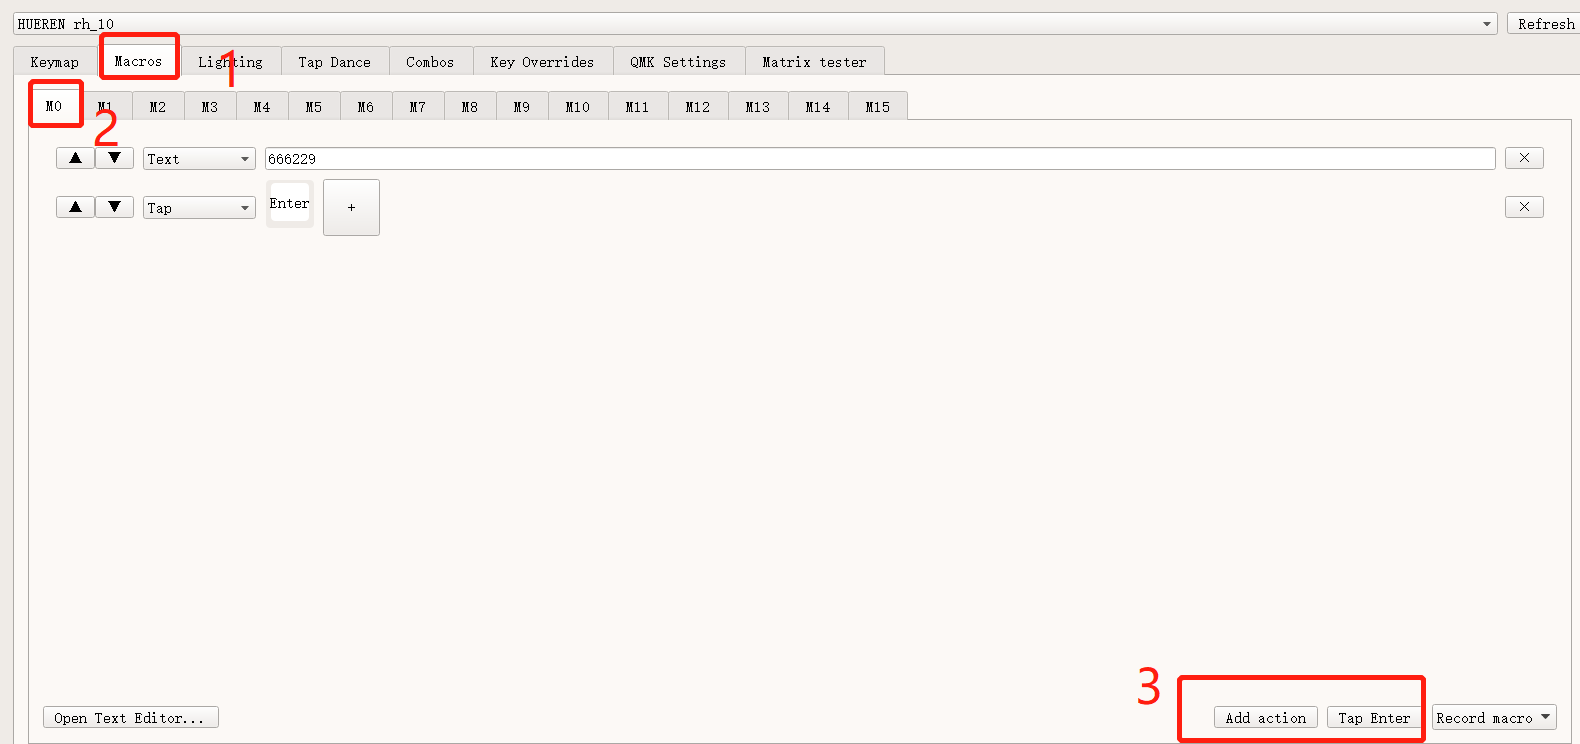 HUEREN rh_10 Refresh
Keymap Macros Lighting Tap Dance Combos Key Overrides QMK Settings Matrix tester
1
M0 M1 M2 M3 M4 M5 M6 M7 M8 M9 M10 M11 M12 M13 M14 M15
2
▲ ▼ Text 666229 ×
▲ ▼ Tap Enter + ×
3
Open Text Editor... Add action Tap Enter Record macro